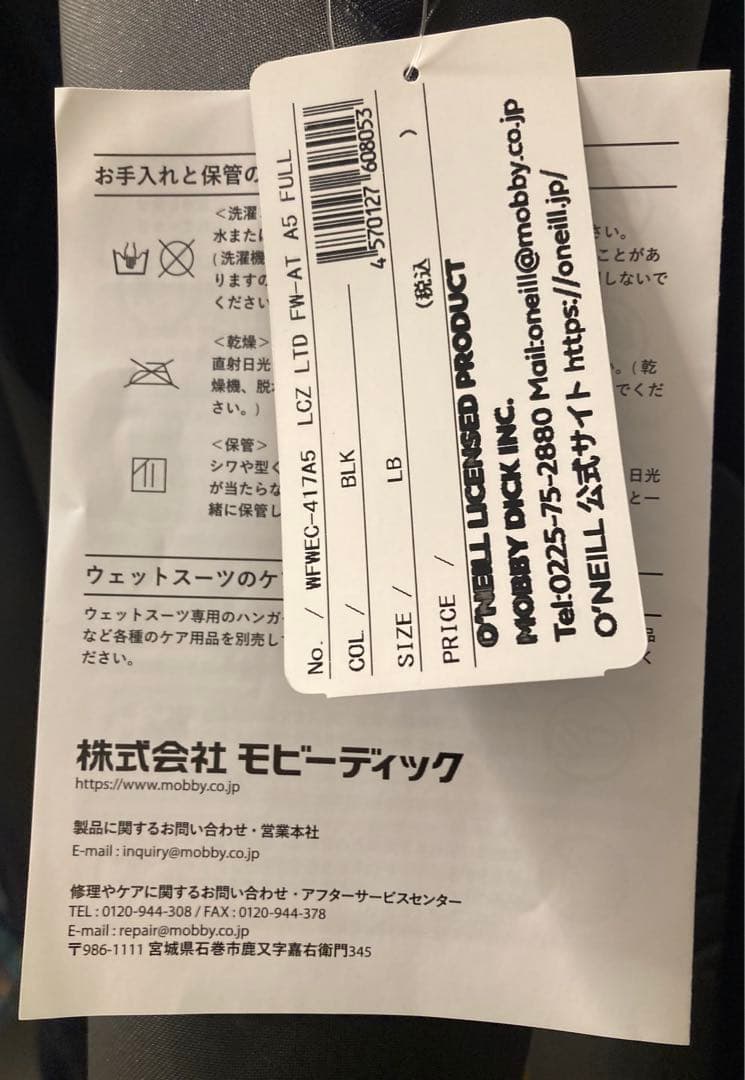 お手入れと保管の
<洗濯
水または
(洗濯機
りますの
ください
さい。
ことがあ
しないで
<乾燥>
直射日光
燥機、脱
さい。)
。(乾
でくだ
<保管>
シワや型く
が当たらな
緒に保管し
日光
と一
ウェットスーツのケ
ウェットスーツ専用のハンガ
など各種のケア用品を別売し
ださい。
品
く
株式会社 モビーディック
https://www.mobby.co.jp
製品に関するお問い合わせ・営業本社
E-mail : inquiry@mobby.co.jp
修理やケアに関するお問い合わせ・アフターサービスセンター
TEL : 0120-944-308 / FAX : 0120-944-378
E-mail : repair@mobby.co.jp
〒986-1111 宮城県石巻市鹿又字嘉右衛門345
No. / WFWEC-417A5 LCZ LTD FW-AT A5 FULL
4 570127 608053
COL / BLK
SIZE / LB
PRICE / (税込 )
O'NEILL LICENSED PRODUCT
MOBBY DICK INC.
Tel:0225-75-2880 Mail:oneill@mobby.co.jp
O'NEILL 公式サイト https://oneill.jp/